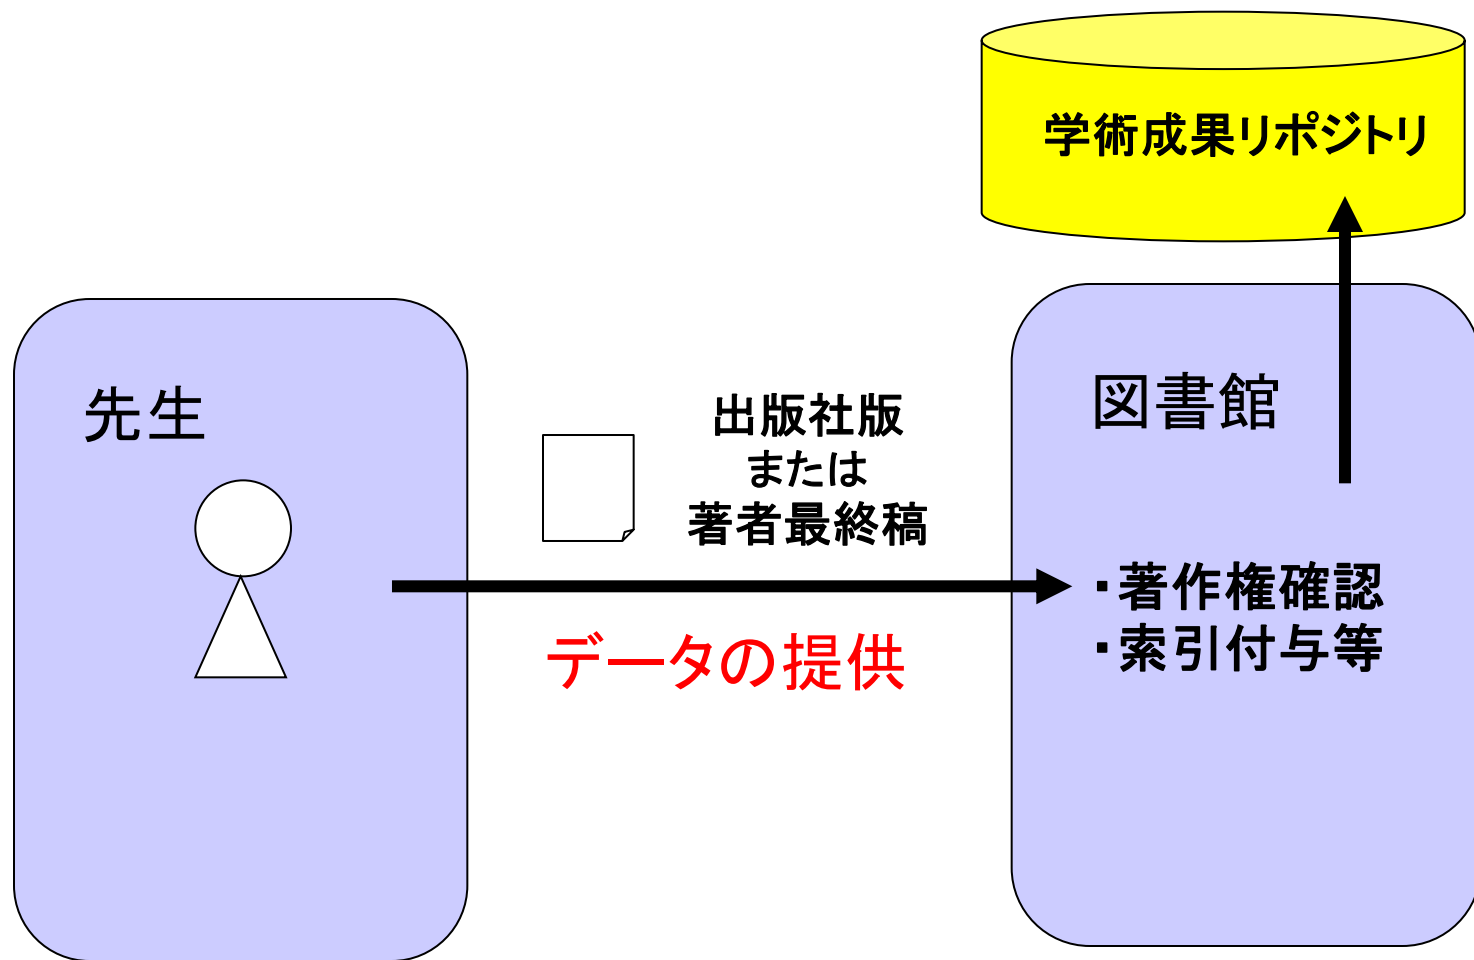 学術成果リポジトリ
先生
出版社版
または
著者最終稿
データの提供
図書館
・著作権確認
・索引付与等